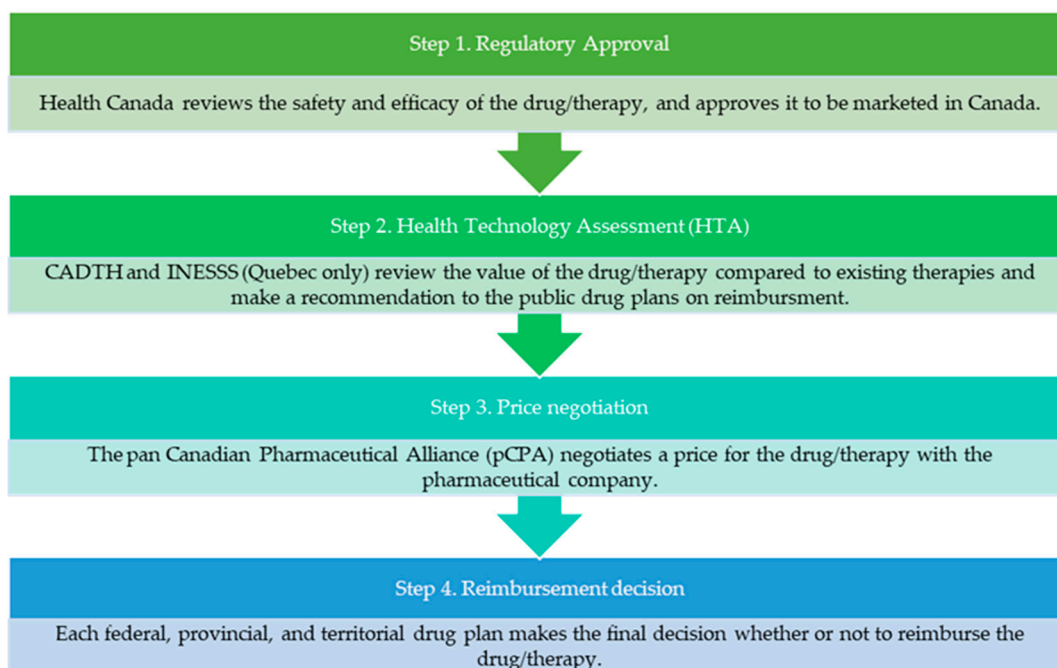 Step 1. Regulatory Approval
Health Canada reviews the safety and efficacy of the drug/therapy, and approves it to be marketed in Canada.
Step 2. Health Technology Assessment (HTA)
CADTH and INESSS (Quebec only) review the value of the drug/therapy compared to existing therapies and
make a recommendation to the public drug plans on reimbursment.
Step 3. Price negotiation
The pan Canadian Pharmaceutical Alliance (pCPA) negotiates a price for the drug/therapy with the
pharmaceutical company.
Step 4. Reimbursement decision
Each federal, provincial, and territorial drug plan makes the final decision whether or not to reimburse the
drug/therapy.